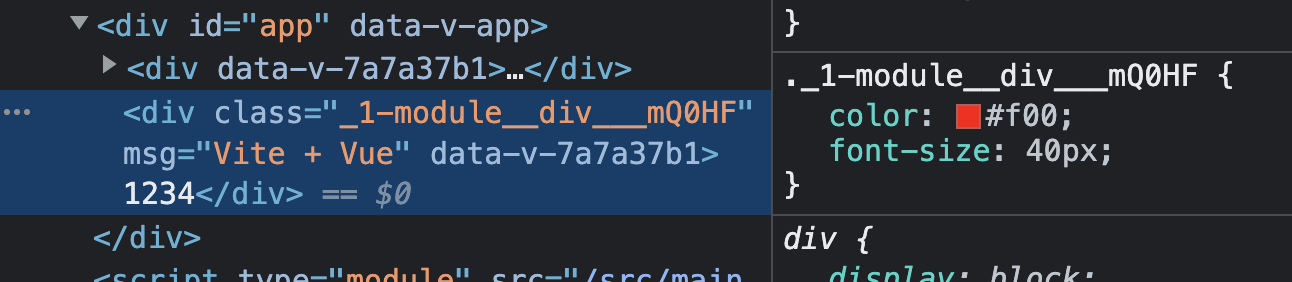 <div id="app" data-v-app>
<div data-v-7a7a37b1>…</div>
<div class="_1-module__div___mQ0HF"
msg="Vite + Vue" data-v-7a7a37b1>
1234</div> == $0
</div>
<script type="module" src="/src/main
}
._1-module__div___mQ0HF {
color: #f00;
font-size: 40px;
}
div {
display: block;